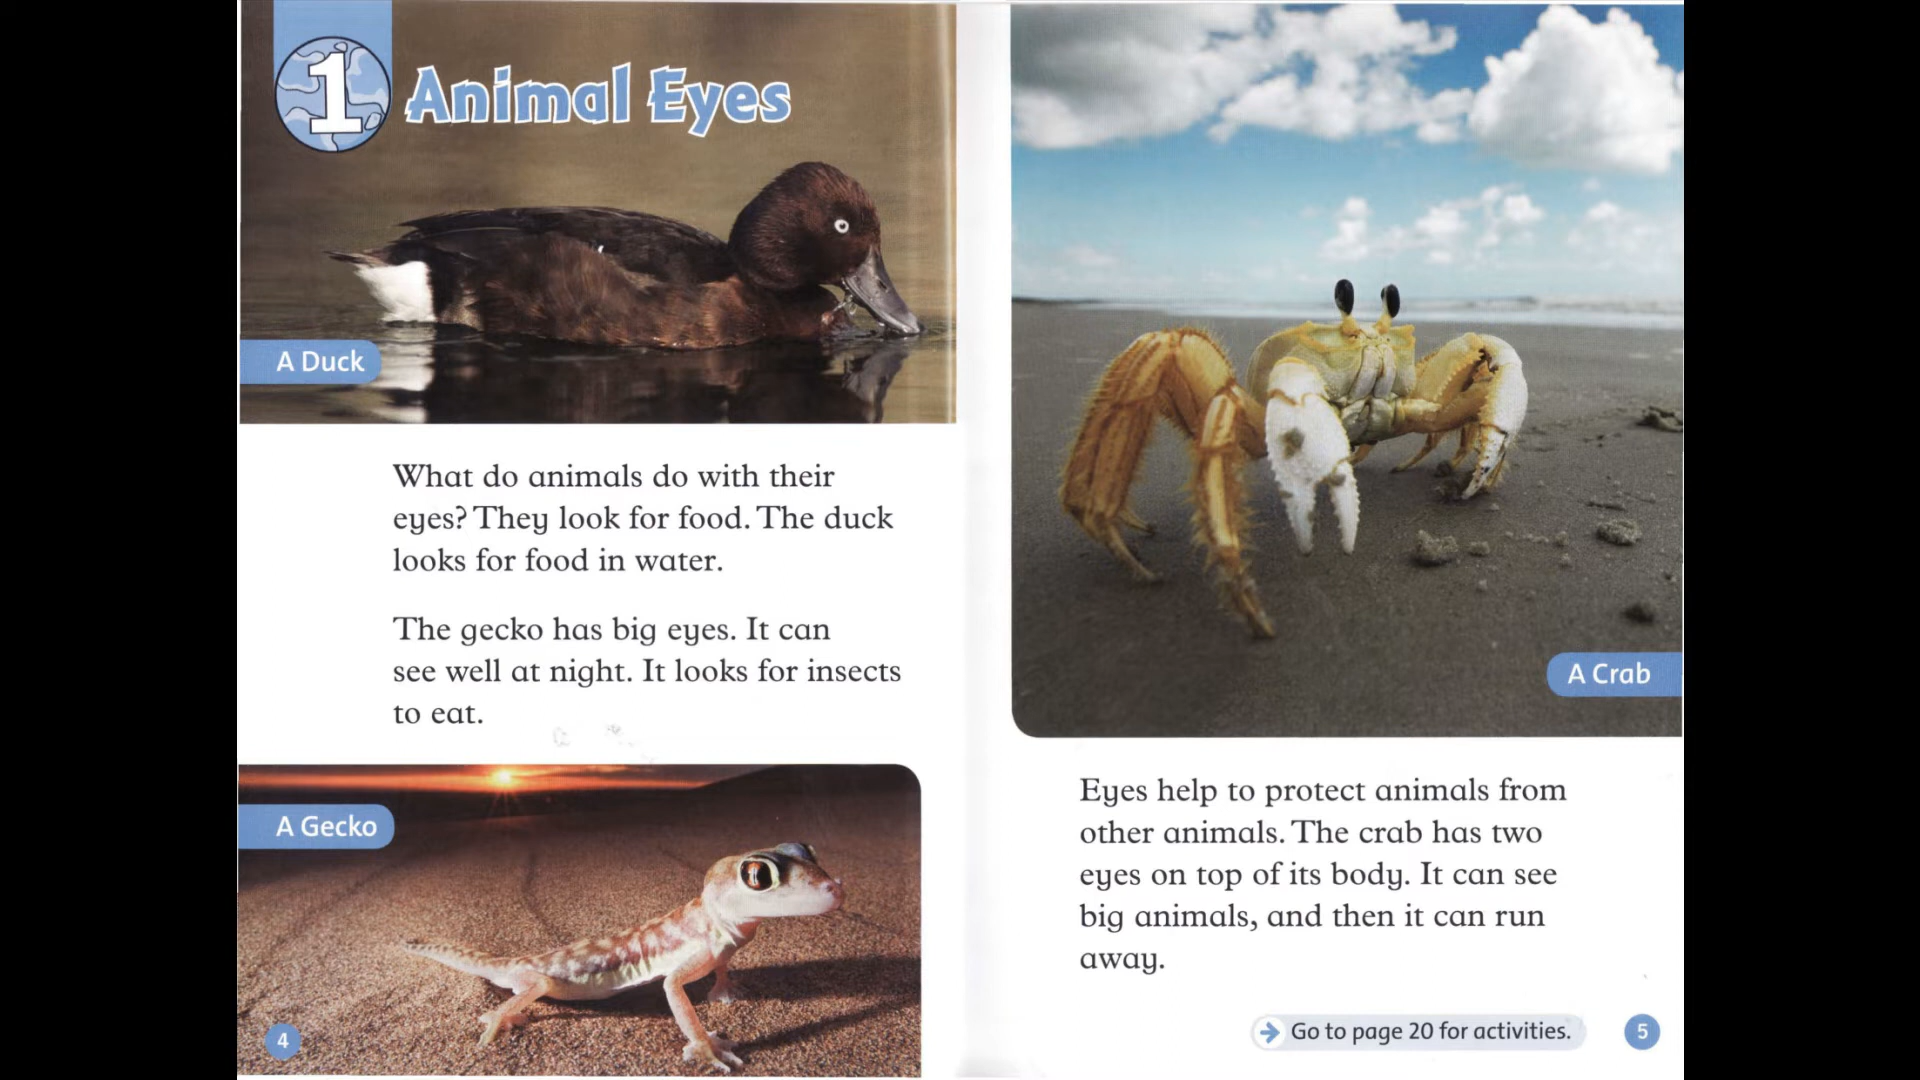 1
Animal Eyes
A Duck
What do animals do with their
eyes? They look for food. The duck
looks for food in water.
The gecko has big eyes. It can
see well at night. It looks for insects
to eat.
A Gecko
4
A Crab
Eyes help to protect animals from
other animals. The crab has two
eyes on top of its body. It can see
big animals, and then it can run
away.
Go to page 20 for activities.
5